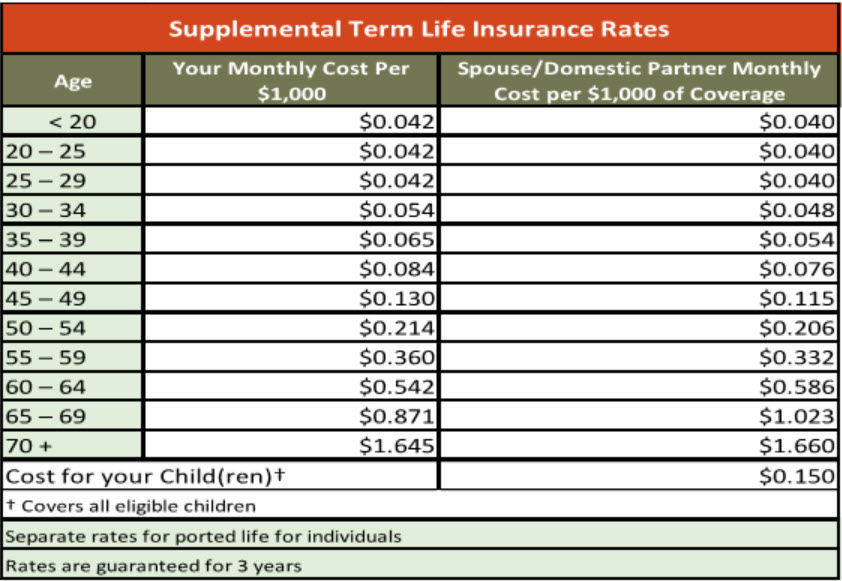 Supplemental Term Life Insurance Rates
Age
Your Monthly Cost Per
$1,000
Spouse/Domestic Partner Monthly
Cost per $1,000 of Coverage
< 20 $0.042 $0.040
20 – 25 $0.042 $0.040
25 – 29 $0.042 $0.040
30 – 34 $0.054 $0.048
35 – 39 $0.065 $0.054
40 – 44 $0.084 $0.076
45 – 49 $0.130 $0.115
50 – 54 $0.214 $0.206
55 – 59 $0.360 $0.332
60 – 64 $0.542 $0.586
65 – 69 $0.871 $1.023
70 + $1.645 $1.660
Cost for your Child(ren)† $0.150
† Covers all eligible children
Separate rates for ported life for individuals
Rates are guaranteed for 3 years